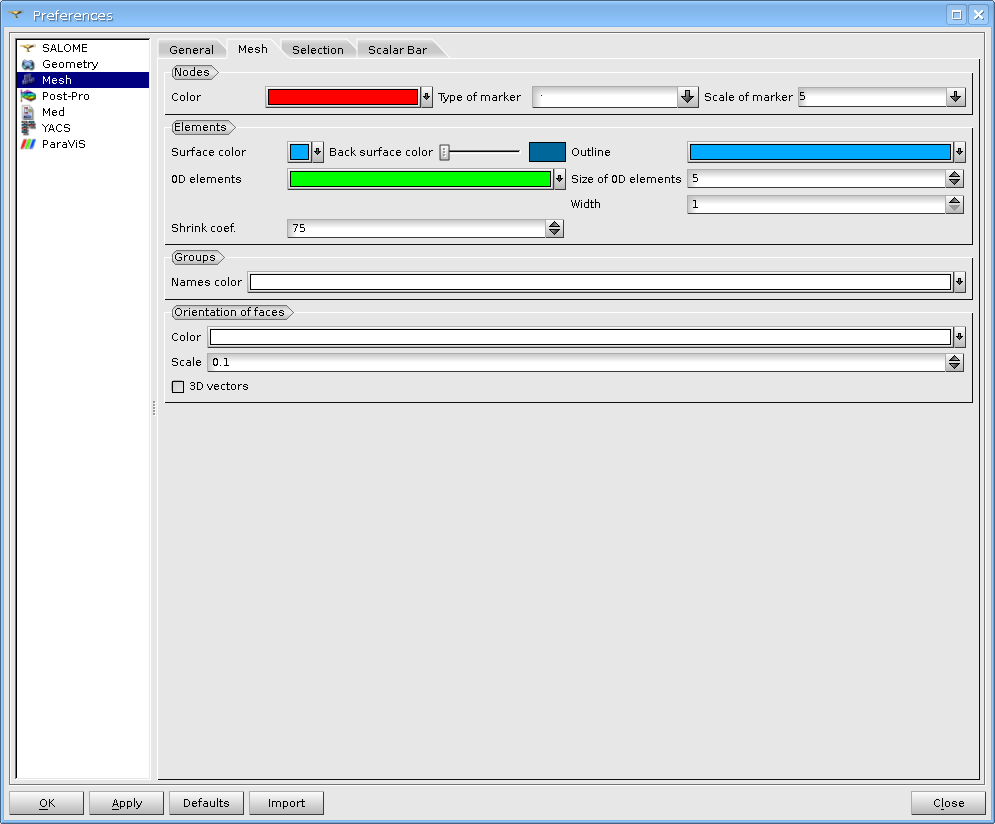 Preferences
SALOME
Geometry
Mesh
Post-Pro
Med
YACS
ParaViS
General Mesh Selection Scalar Bar
Nodes
Color Type of marker Scale of marker 5
Elements
Surface color Back surface color Outline
0D elements Size of 0D elements 5
Width 1
Shrink coef. 75
Groups
Names color
Orientation of faces
Color
Scale 0.1
3D vectors
OK Apply Defaults Import Close